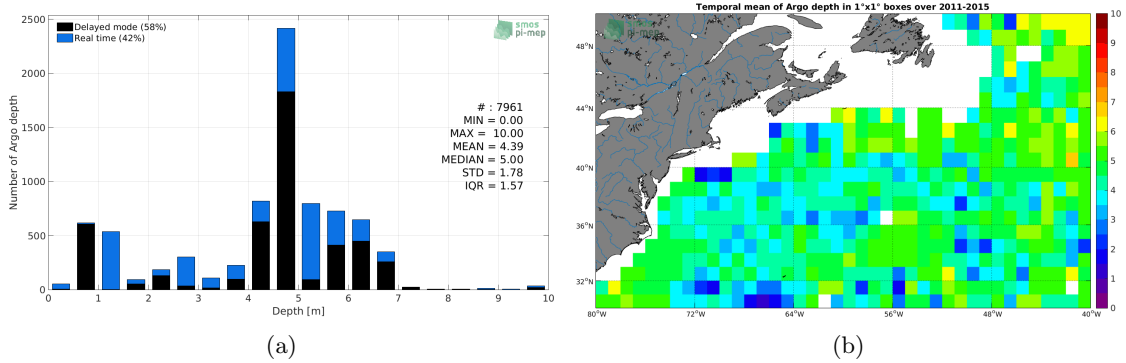 Delayed mode (58%)
Real time (42%)
smos
pi-mep
# : 7961
MIN = 0.00
MAX = 10.00
MEAN = 4.39
MEDIAN = 5.00
STD = 1.78
IQR = 1.57
Number of Argo depth
2500
2000
1500
1000
500
0
0 1 2 3 4 5 6 7 8 9 10
Depth [m]
(a)
Temporal mean of Argo depth in 1°x1° boxes over 2011-2015
smos
pi-mep
48°N
44°N
40°N
36°N
32°N
80°W 72°W 64°W 56°W 48°W 40°W
10
9
8
7
6
5
4
3
2
1
0
(b)